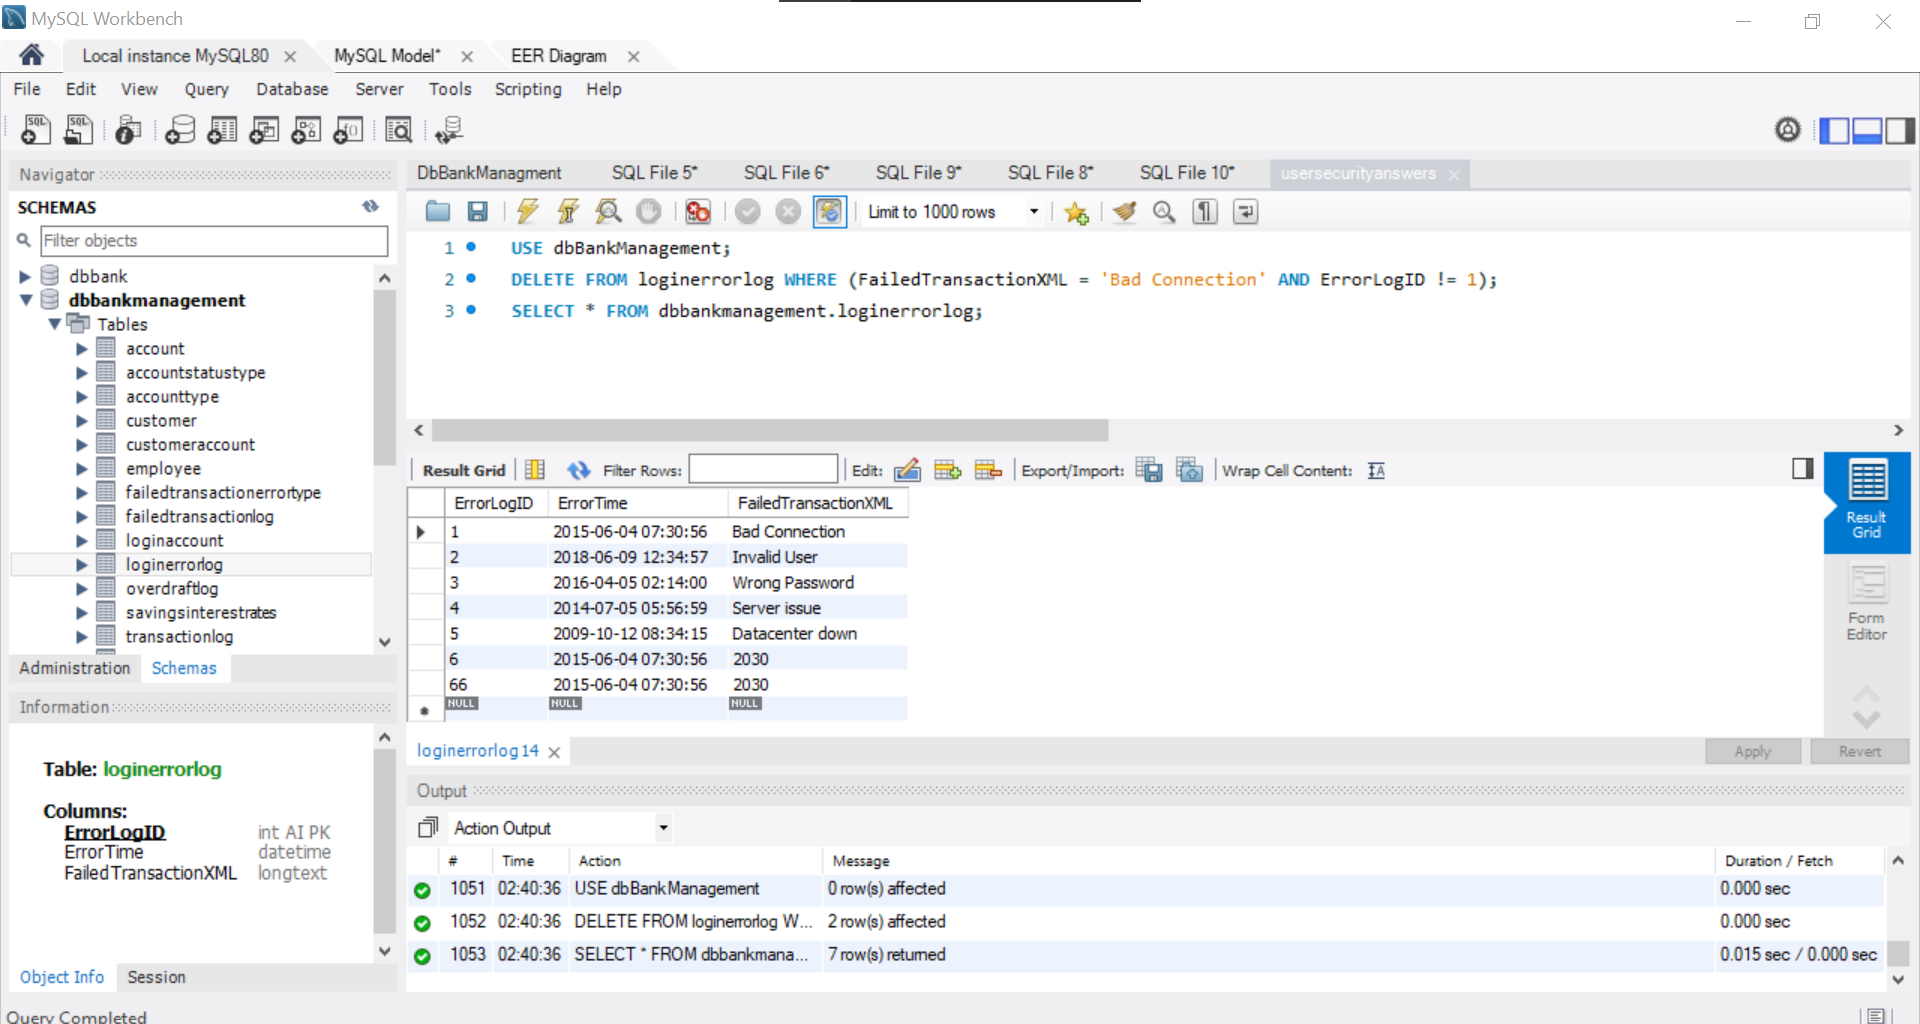 MySQL Workbench
Local instance MySQL80
MySQL Model*
EER Diagram
File Edit View Query Database Server Tools Scripting Help
Navigator
SCHEMAS
Filter objects
dbbank
dbbankmanagement
Tables
account
accountstatustype
accounttype
customer
customeraccount
employee
failedtransactionerrortype
failedtransactionlog
loginaccount
loginerrorlog
overdraftlog
savingsinterestrates
transactionlog
Administration Schemas
Information
Table: loginerrorlog
Columns:
ErrorLogID int AI PK
ErrorTime datetime
FailedTransactionXML longtext
Object Info Session
Query Completed
DbBankManagment SQL File 5* SQL File 6* SQL File 9* SQL File 8* SQL File 10* usersecurityanswers
Limit to 1000 rows
1 USE dbBankManagement;
2 DELETE FROM loginerrorlog WHERE (FailedTransactionXML = 'Bad Connection' AND ErrorLogID != 1);
3 SELECT * FROM dbbankmanagement.loginerrorlog;
Result Grid Filter Rows: Edit: Export/Import: Wrap Cell Content:
ErrorLogID ErrorTime FailedTransactionXML
1 2015-06-04 07:30:56 Bad Connection
2 2018-06-09 12:34:57 Invalid User
3 2016-04-05 02:14:00 Wrong Password
4 2014-07-05 05:56:59 Server issue
5 2009-10-12 08:34:15 Datacenter down
6 2015-06-04 07:30:56 2030
66 2015-06-04 07:30:56 2030
NULL NULL NULL
Result
Grid
Form
Editor
loginerrorlog 14
Apply Revert
Output
Action Output
# Time Action Message Duration / Fetch
1051 02:40:36 USE dbBankManagement 0 row(s) affected 0.000 sec
1052 02:40:36 DELETE FROM loginerrorlog W... 2 row(s) affected 0.000 sec
1053 02:40:36 SELECT * FROM dbbankmana... 7 row(s) returned 0.015 sec / 0.000 sec